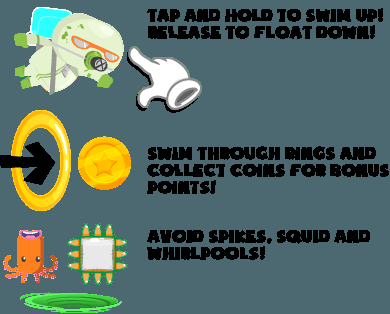 TAP AND HOLD TO SWIM UP!
RELEASE TO FLOAT DOWN!
SWIM THROUGH RINGS AND
COLLECT COINS FOR BONUS
POINTS!
AVOID SPIKES, SQUID AND
WHIRLPOOLS!